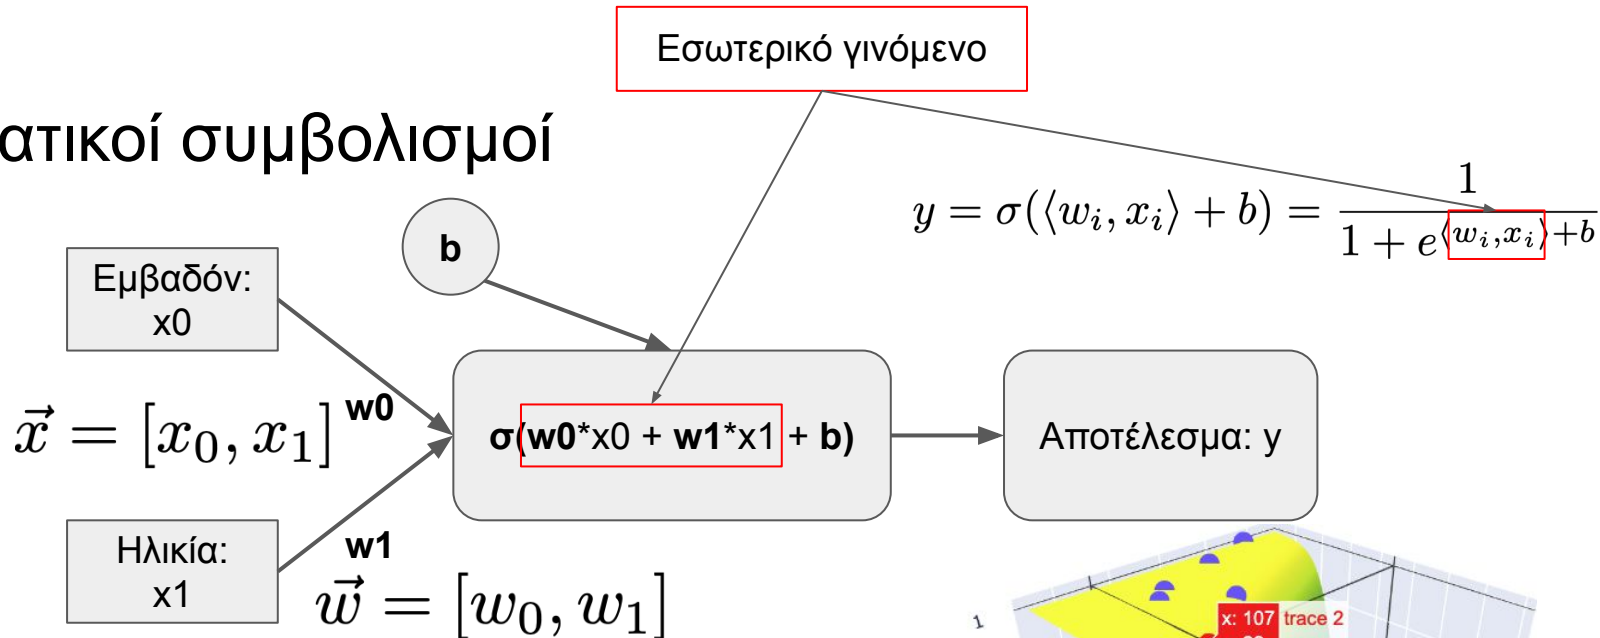 Εσωτερικό γινόμενο
ατικοί συμβολισμοί
y = σ(⟨w_i, x_i⟩ + b) = 1 / (1 + e^{⟨w_i,x_i⟩+b})
b
Εμβαδόν:
x0
w0
x⃗ = [x_0, x_1]
σ(w0*x0 + w1*x1 + b)
Αποτέλεσμα: y
Ηλικία:
x1
w1
w⃗ = [w_0, w_1]
1
x: 107 trace 2